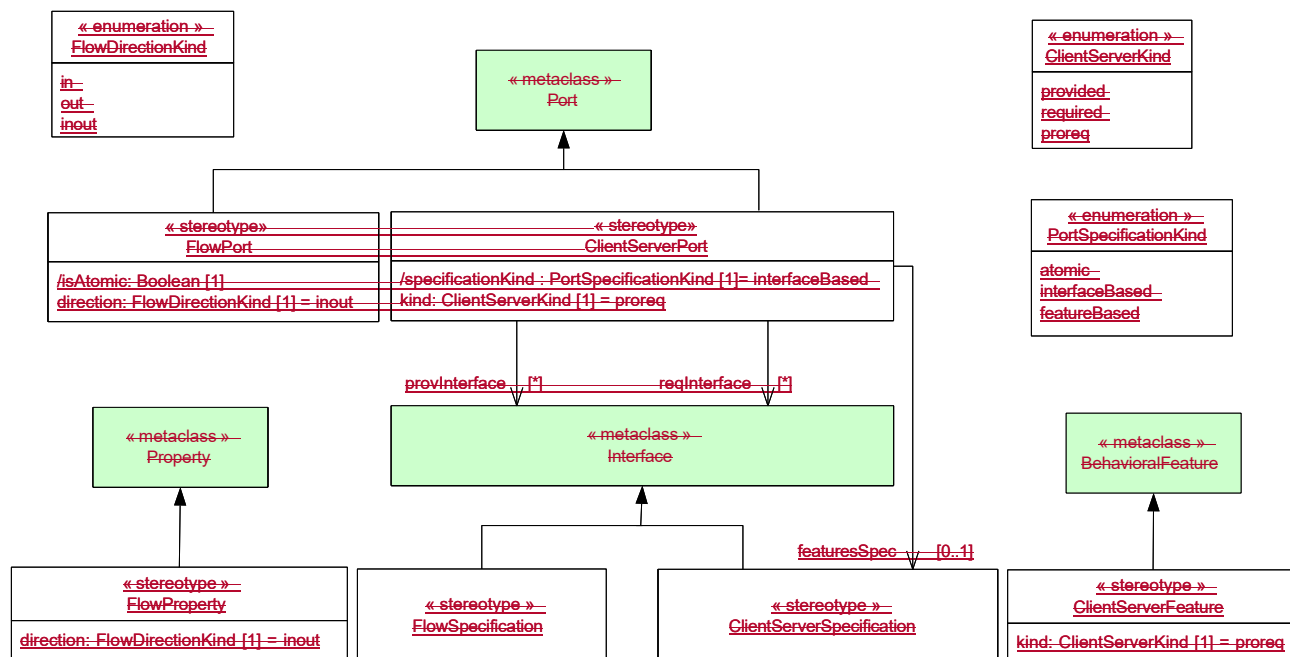 « enumeration »
FlowDirectionKind
in
out
inout
« metaclass »
Port
« enumeration »
ClientServerKind
provided
required
proreq
« stereotype»
FlowPort
/isAtomic: Boolean [1]
direction: FlowDirectionKind [1] = inout
« stereotype»
ClientServerPort
/specificationKind : PortSpecificationKind [1]= interfaceBased
kind: ClientServerKind [1] = proreq
« enumeration »
PortSpecificationKind
atomic
interfaceBased
featureBased
provInterface [*] reqInterface [*]
« metaclass »
Property
« metaclass »
Interface
« metaclass »
BehavioralFeature
featuresSpec [0..1]
« stereotype »
FlowProperty
direction: FlowDirectionKind [1] = inout
« stereotype »
FlowSpecification
« stereotype »
ClientServerSpecification
« stereotype »
ClientServerFeature
kind: ClientServerKind [1] = proreq